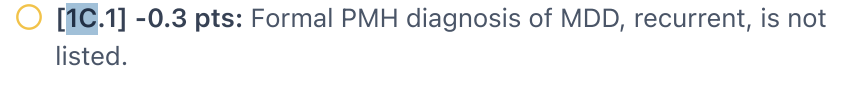 [1C.1] -0.3 pts: Formal PMH diagnosis of MDD, recurrent, is not
listed.